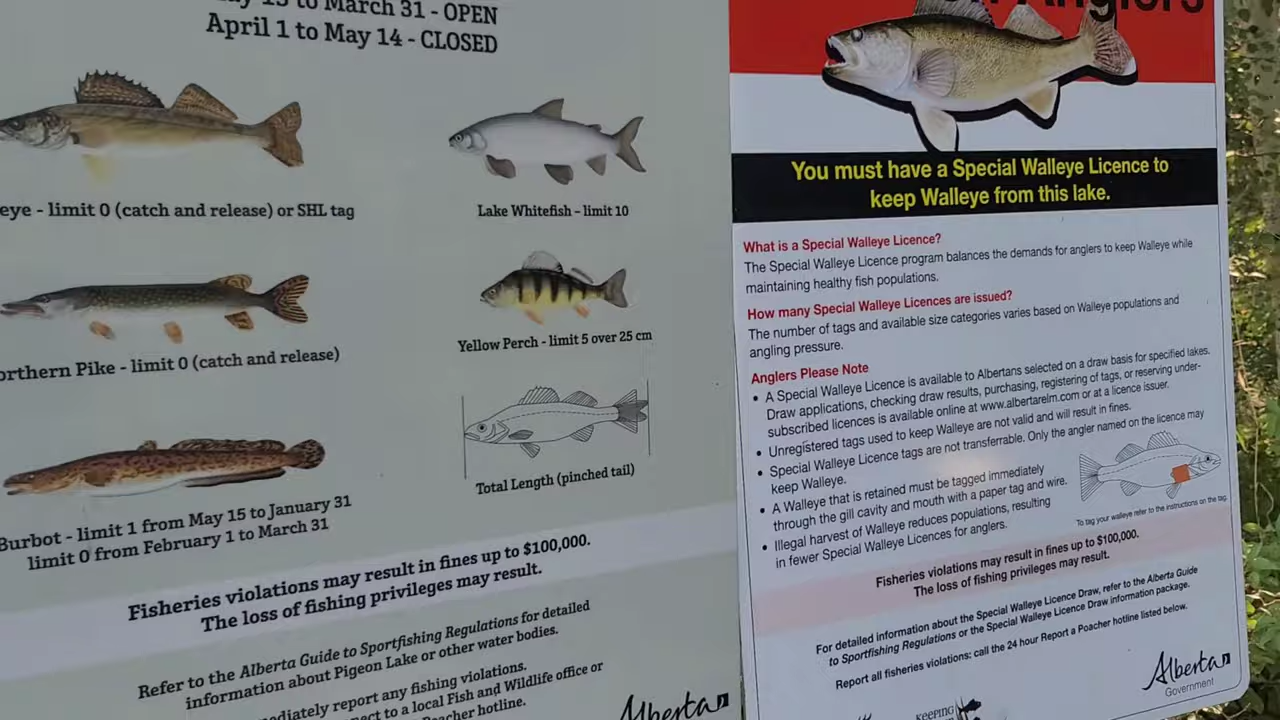 to March 31 - OPEN
April 1 to May 14 - CLOSED
eye - limit 0 (catch and release) or SHL tag
Lake Whitefish - limit 10
orthern Pike - limit 0 (catch and release)
Yellow Perch - limit 5 over 25 cm
Burbot - limit 1 from May 15 to January 31
limit 0 from February 1 to March 31
Total Length (pinched tail)
Fisheries violations may result in fines up to $100,000.
The loss of fishing privileges may result.
Refer to the Alberta Guide to Sportfishing Regulations for detailed
information about Pigeon Lake or other water bodies.
ediately report any fishing violations.
ect to a local Fish and Wildlife office or
acher hotline.
Alberta
Anglers
You must have a Special Walleye Licence to
keep Walleye from this lake.
What is a Special Walleye Licence?
The Special Walleye Licence program balances the demands for anglers to keep Walleye while
maintaining healthy fish populations.
How many Special Walleye Licences are issued?
The number of tags and available size categories varies based on Walleye populations and
angling pressure.
Anglers Please Note
• A Special Walleye Licence is available to Albertans selected on a draw basis for specified lakes.
Draw applications, checking draw results, purchasing, registering of tags, or reserving under-
subscribed licences is available online at www.albertarelm.com or at a licence issuer.
• Unregistered tags used to keep Walleye are not valid and will result in fines.
• Special Walleye Licence tags are not transferrable. Only the angler named on the licence may
keep Walleye.
• A Walleye that is retained must be tagged immediately
through the gill cavity and mouth with a paper tag and wire.
• Illegal harvest of Walleye reduces populations, resulting
in fewer Special Walleye Licences for anglers.
To tag your walleye refer to the instructions on the tag.
Fisheries violations may result in fines up to $100,000.
The loss of fishing privileges may result.
For detailed information about the Special Walleye Licence Draw, refer to the Alberta Guide
to Sportfishing Regulations or the Special Walleye Licence Draw information package.
Report all fisheries violations: call the 24 hour Report a Poacher hotline listed below.
KEEPING
Alberta
Government